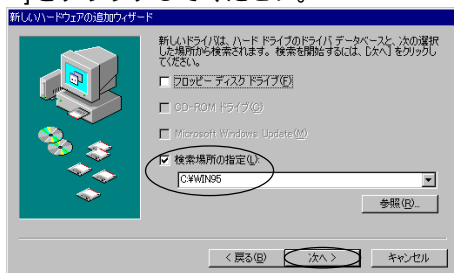 ]をクリックしてください。
新しいハードウェアの追加ウィザード
新しいドライバは、ハード ドライブのドライバ データベースと、次の選択
した場所から検索されます。検索を開始するには、[次へ] をクリックし
てください。
フロッピー ディスク ドライブ(F)
CD-ROM ドライブ(C)
Microsoft Windows Update(M)
検索場所の指定(L):
C:¥WIN95
参照(R)...
< 戻る(B)
次へ >
キャンセル